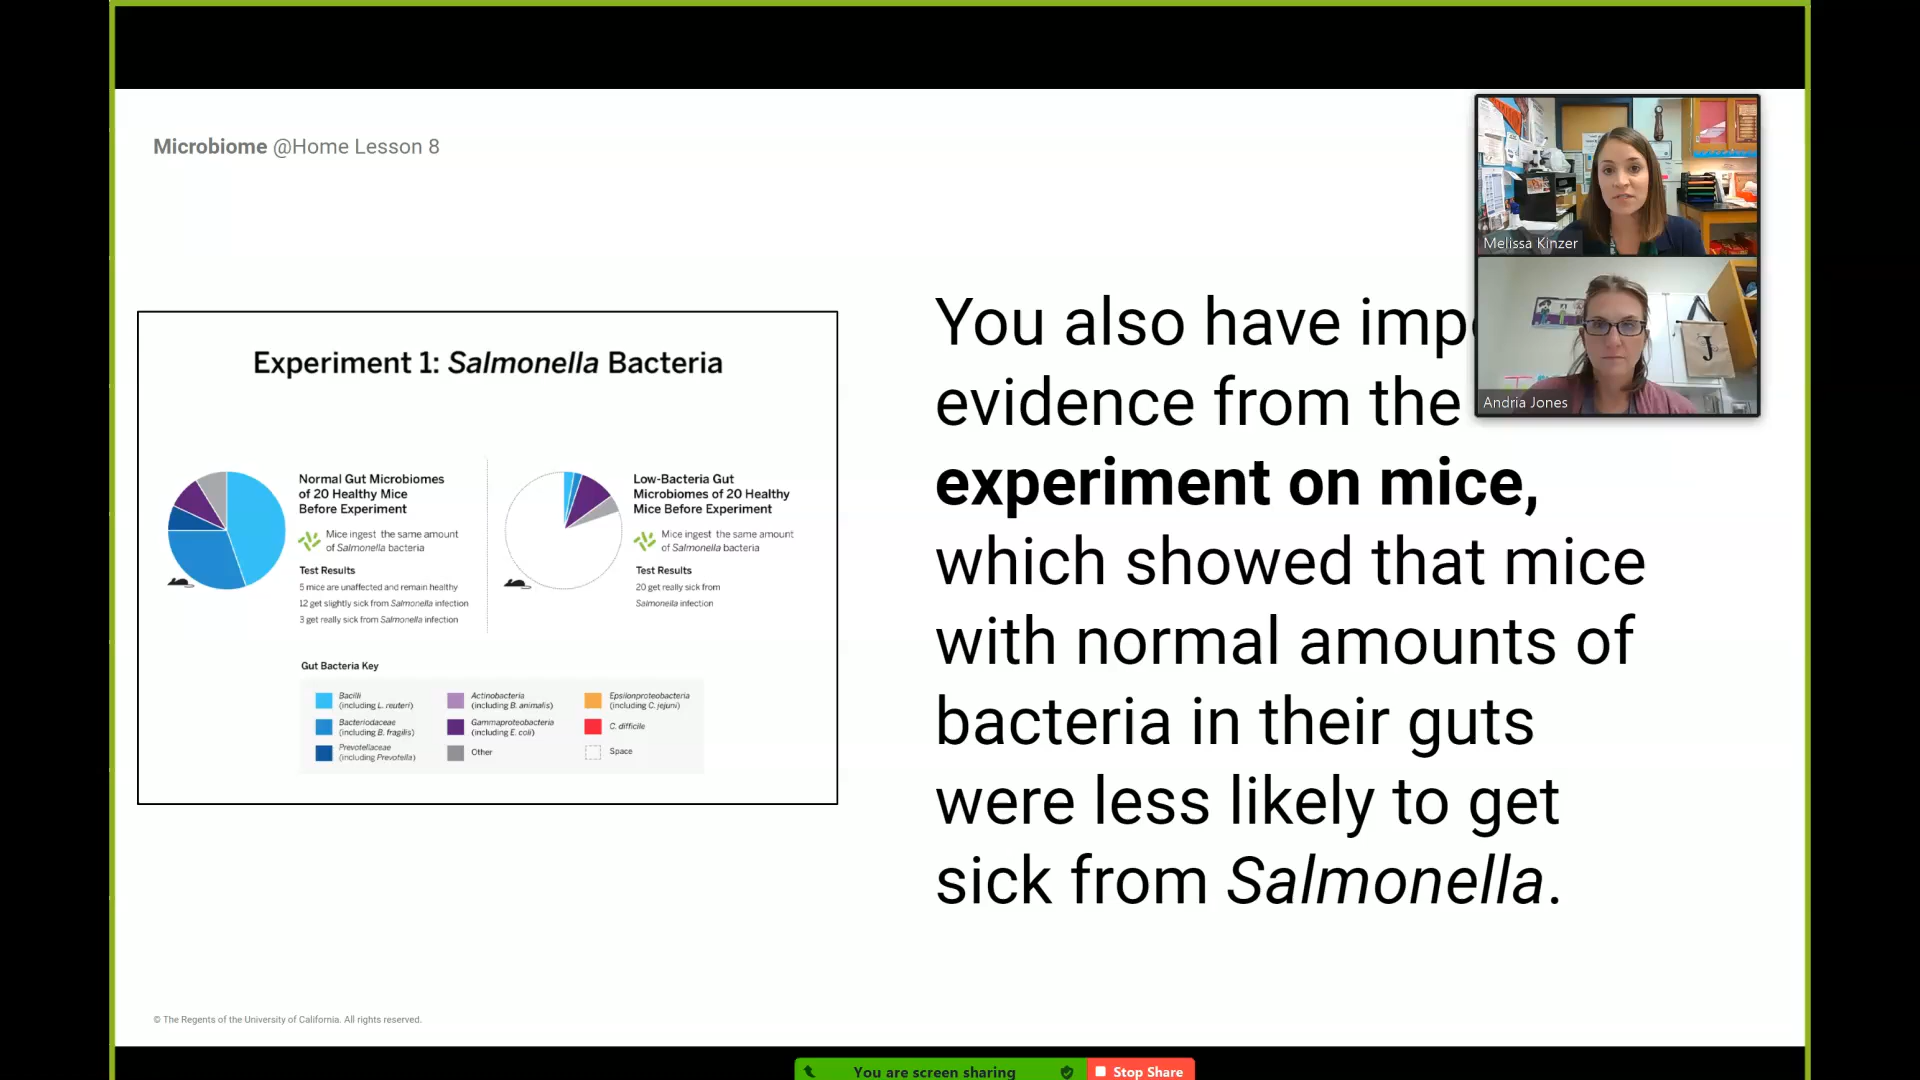 Microbiome @Home Lesson 8
Melissa Kinzer
Andria Jones
J
Experiment 1: Salmonella Bacteria
Normal Gut Microbiomes
of 20 Healthy Mice
Before Experiment
Mice ingest the same amount
of Salmonella bacteria
Test Results
5 mice are unaffected and remain healthy
12 get slightly sick from Salmonella infection
3 get really sick from Salmonella infection
Low-Bacteria Gut
Microbiomes of 20 Healthy
Mice Before Experiment
Mice ingest the same amount
of Salmonella bacteria
Test Results
20 get really sick from
Salmonella infection
Gut Bacteria Key
Bacilli
(including L. reuteri)
Bacteriodaceae
(including B. fragilis)
Prevotellaceae
(including Prevotella)
Actinobacteria
(including B. animalis)
Gammaproteobacteria
(including E. coli)
Other
Epsilonproteobacteria
(including C. jejuni)
C. difficile
Space
You also have imp
evidence from the
experiment on mice,
which showed that mice
with normal amounts of
bacteria in their guts
were less likely to get
sick from Salmonella.
© The Regents of the University of California. All rights reserved.
You are screen sharing
Stop Share